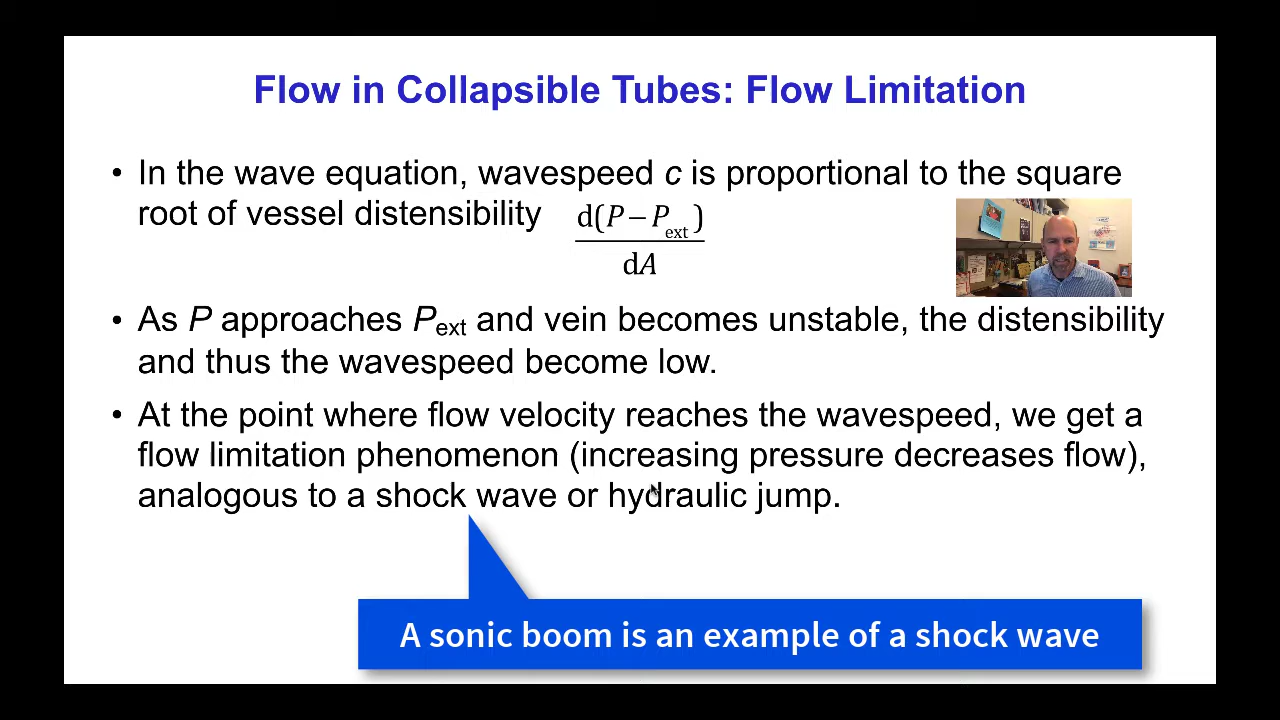 Flow in Collapsible Tubes: Flow Limitation
• In the wave equation, wavespeed c is proportional to the square
root of vessel distensibility d(P – Pext) / dA
• As P approaches Pext and vein becomes unstable, the distensibility
and thus the wavespeed become low.
• At the point where flow velocity reaches the wavespeed, we get a
flow limitation phenomenon (increasing pressure decreases flow),
analogous to a shock wave or hydraulic jump.
A sonic boom is an example of a shock wave